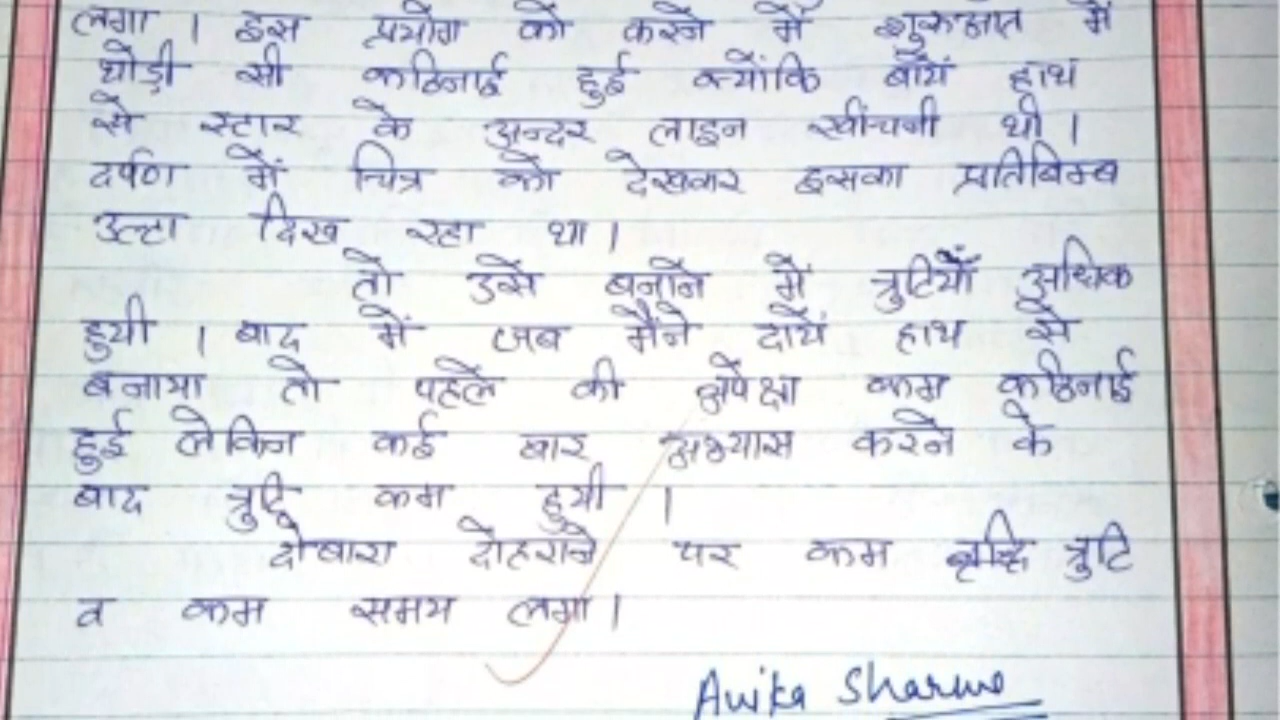 लगा । इस प्रयोग को करने में शुरुआत में
थोड़ी सी कठिनाई हुई क्योंकि बाँयें हाथ
से स्टार के अन्दर लाइन खींचनी थी ।
दर्पण में चित्र को देखकर इसका प्रतिबिम्ब
उल्टा दिख रहा था ।
तो उसे बनाने में त्रुटियाँ अधिक
हुयी । बाद में जब मैने दायें हाथ से
बनाया तो पहले की अपेक्षा कम कठिनाई
हुई लेकिन कई बार अभ्यास करने के
बाद त्रुटि कम हुयी ।
दोबारा दोहराने पर कम त्रुटि
व कम समय लगा ।
Avika Sharma